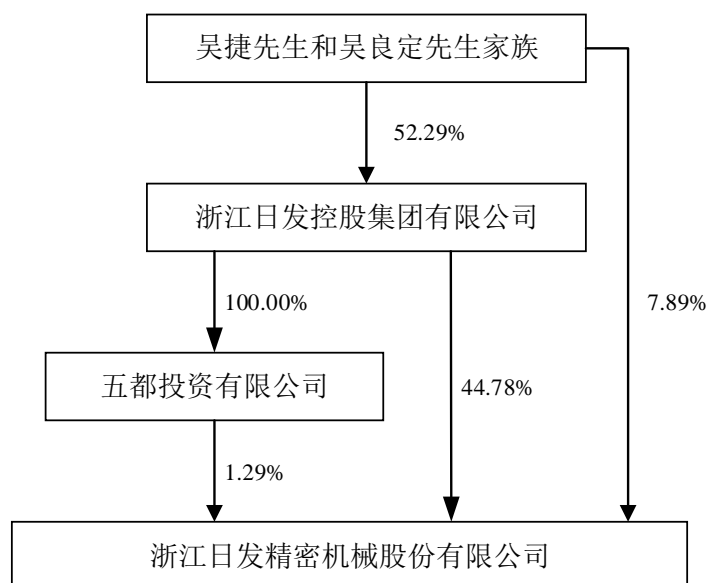 吴捷先生和吴良定先生家族
52.29%
浙江日发控股集团有限公司
100.00%
7.89%
五都投资有限公司
44.78%
1.29%
浙江日发精密机械股份有限公司